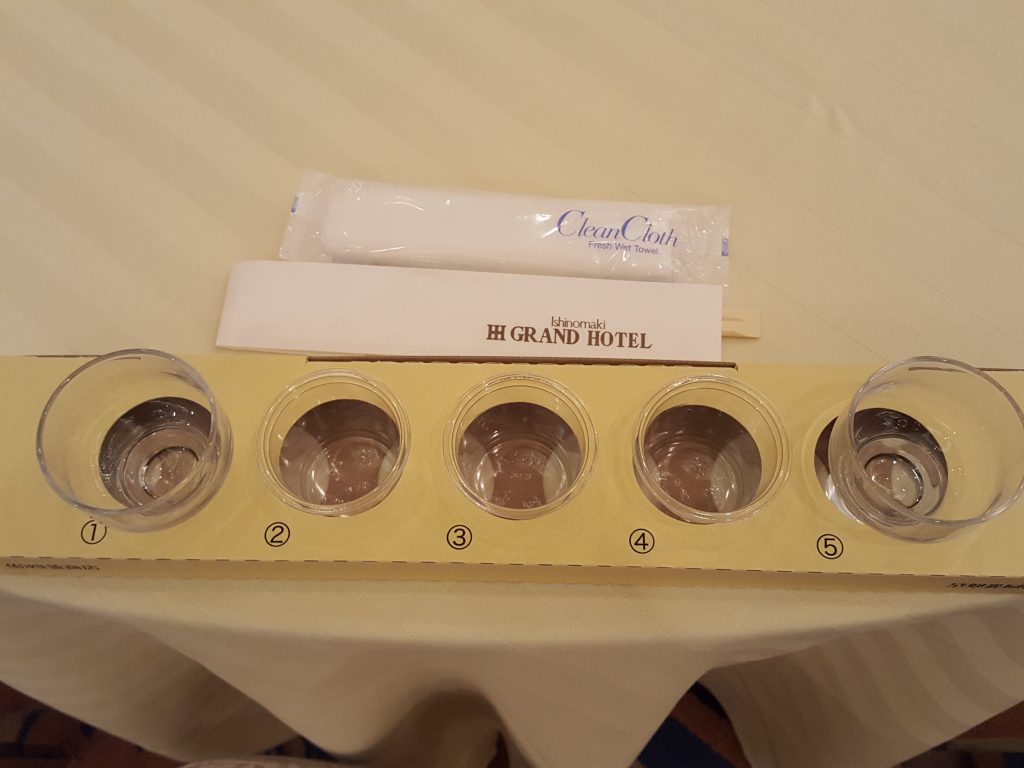 Clean Cloth
Fresh Wet Towel.
Ishinomaki
GRAND HOTEL
① ② ③ ④ ⑤